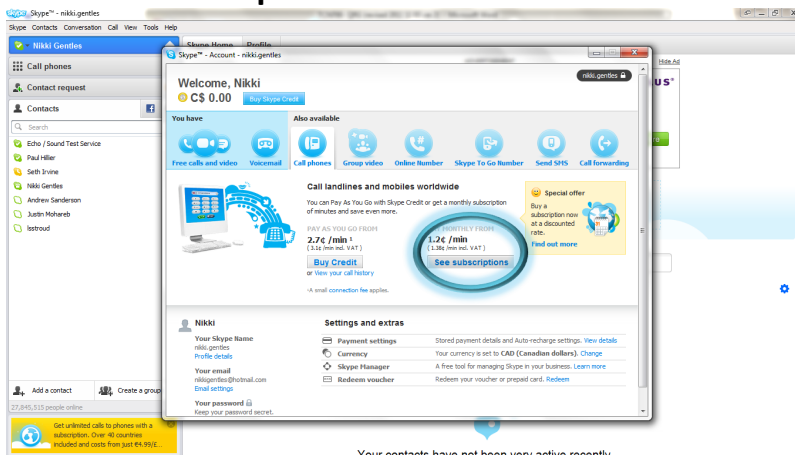 Skype™ - nikki.gentles
Skype Contacts Conversation Call View Tools Help
Nikki Gentles
Call phones
Contact request
Contacts
Search
Echo / Sound Test Service
Paul Hillier
Seth Irvine
Nikki Gentles
Andrew Sanderson
Justin Mohareb
lsstroud
Add a contact
Create a group
27,845,515 people online
Get unlimited calls to phones with a
subscription. Over 40 countries
included and costs from just €4.99/£...
Skype Home Profile
Hide Ad
us*
Skype™ - Account - nikki.gentles
Welcome, Nikki
nikki.gentles
C$ 0.00
Buy Skype Credit
You have
Also available
Free calls and video
Voicemail
Call phones
Group video
Online Number
Skype To Go Number
Send SMS
Call forwarding
Call landlines and mobiles worldwide
You can Pay As You Go with Skype Credit or get a monthly subscription
of minutes and save even more.
PAY AS YOU GO FROM
2.7¢ /min ¹
( 3.1¢ /min incl. VAT )
Buy Credit
or View your call history
¹A small connection fee applies.
MONTHLY FROM
1.2¢ /min
( 1.38¢ /min incl. VAT )
See subscriptions
Special offer
Buy a
subscription now
at a discounted
rate.
Find out more
Nikki
Your Skype Name
nikki.gentles
Profile details
Your email
nikkigentles@hotmail.com
Email settings
Your password
Keep your password secret.
Settings and extras
Payment settings Stored payment details and Auto-recharge settings. View details
Currency Your currency is set to CAD (Canadian dollars). Change
Skype Manager A free tool for managing Skype in your business. Learn more
Redeem voucher Redeem your voucher or prepaid card. Redeem
Your contacts have not been very active recently